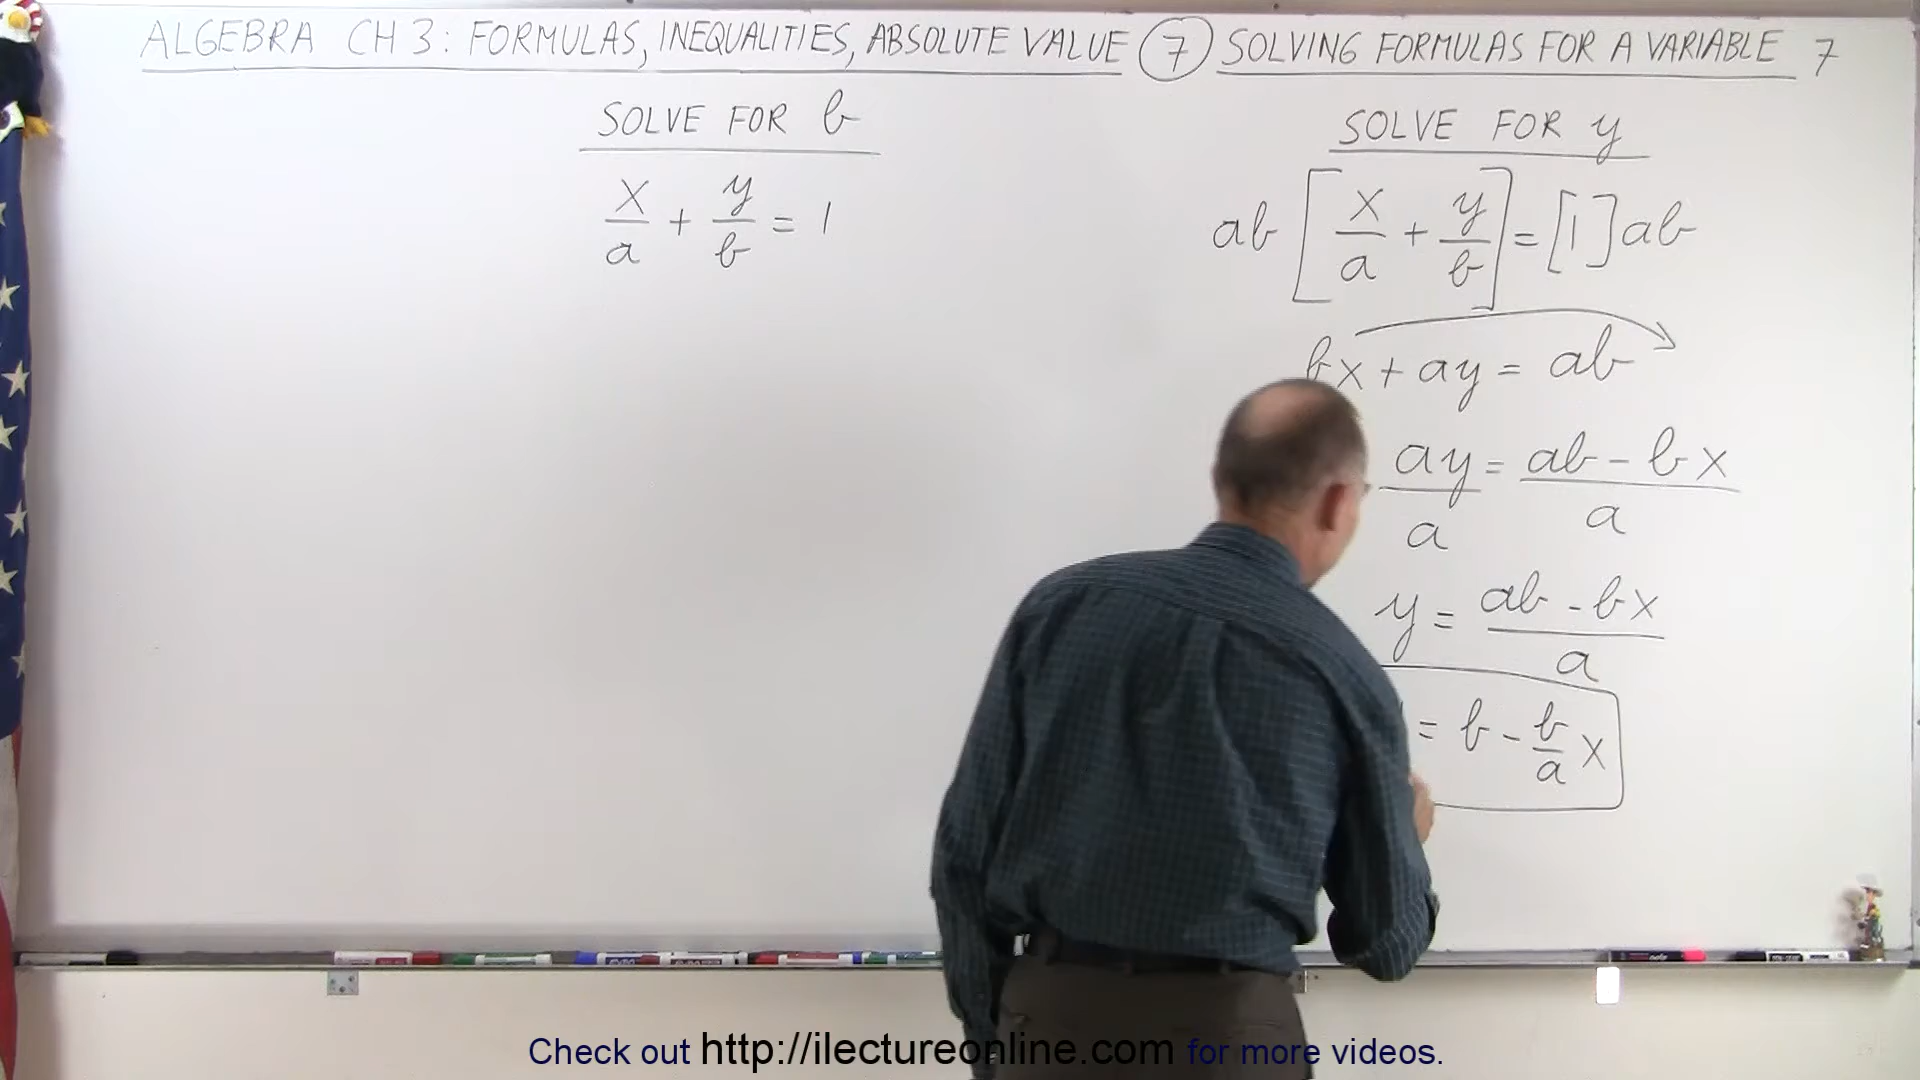 ALGEBRA CH 3: FORMULAS, INEQUALITIES, ABSOLUTE VALUE 7 SOLVING FORMULAS FOR A VARIABLE 7
SOLVE FOR b
x/a + y/b = 1
SOLVE FOR y
ab [x/a + y/b] = [1] ab
bx + ay = ab
ay/a = (ab - bx)/a
y = (ab - bx)/a
= b - b/a x
Check out http://ilectureonline.com for more videos.